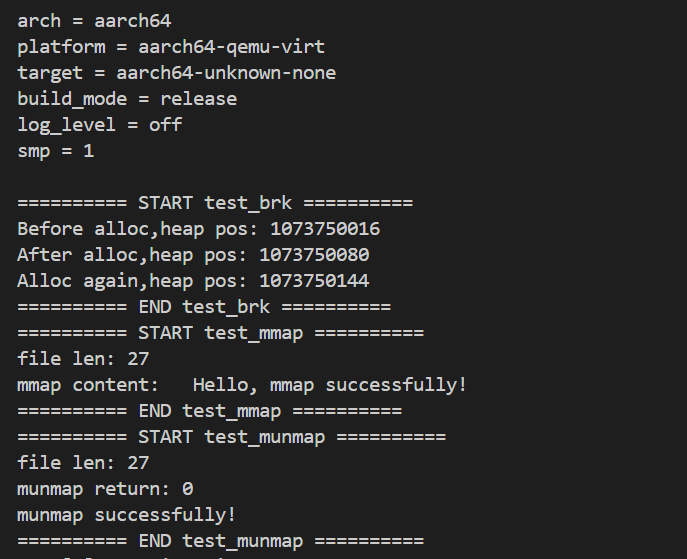 arch = aarch64
platform = aarch64-qemu-virt
target = aarch64-unknown-none
build_mode = release
log_level = off
smp = 1
========== START test_brk ==========
Before alloc,heap pos: 1073750016
After alloc,heap pos: 1073750080
Alloc again,heap pos: 1073750144
========== END test_brk ==========
========== START test_mmap ==========
file len: 27
mmap content:   Hello, mmap successfully!
========== END test_mmap ==========
========== START test_munmap ==========
file len: 27
munmap return: 0
munmap successfully!
========== END test_munmap ==========